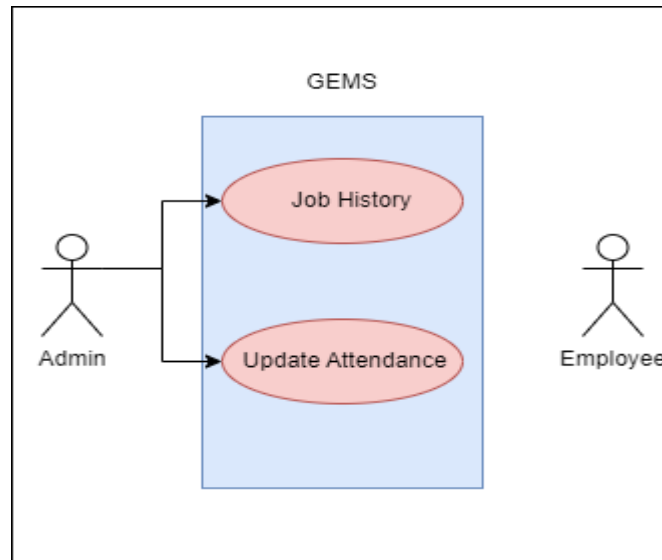 GEMS
Job History
Update Attendance
Admin
Employee